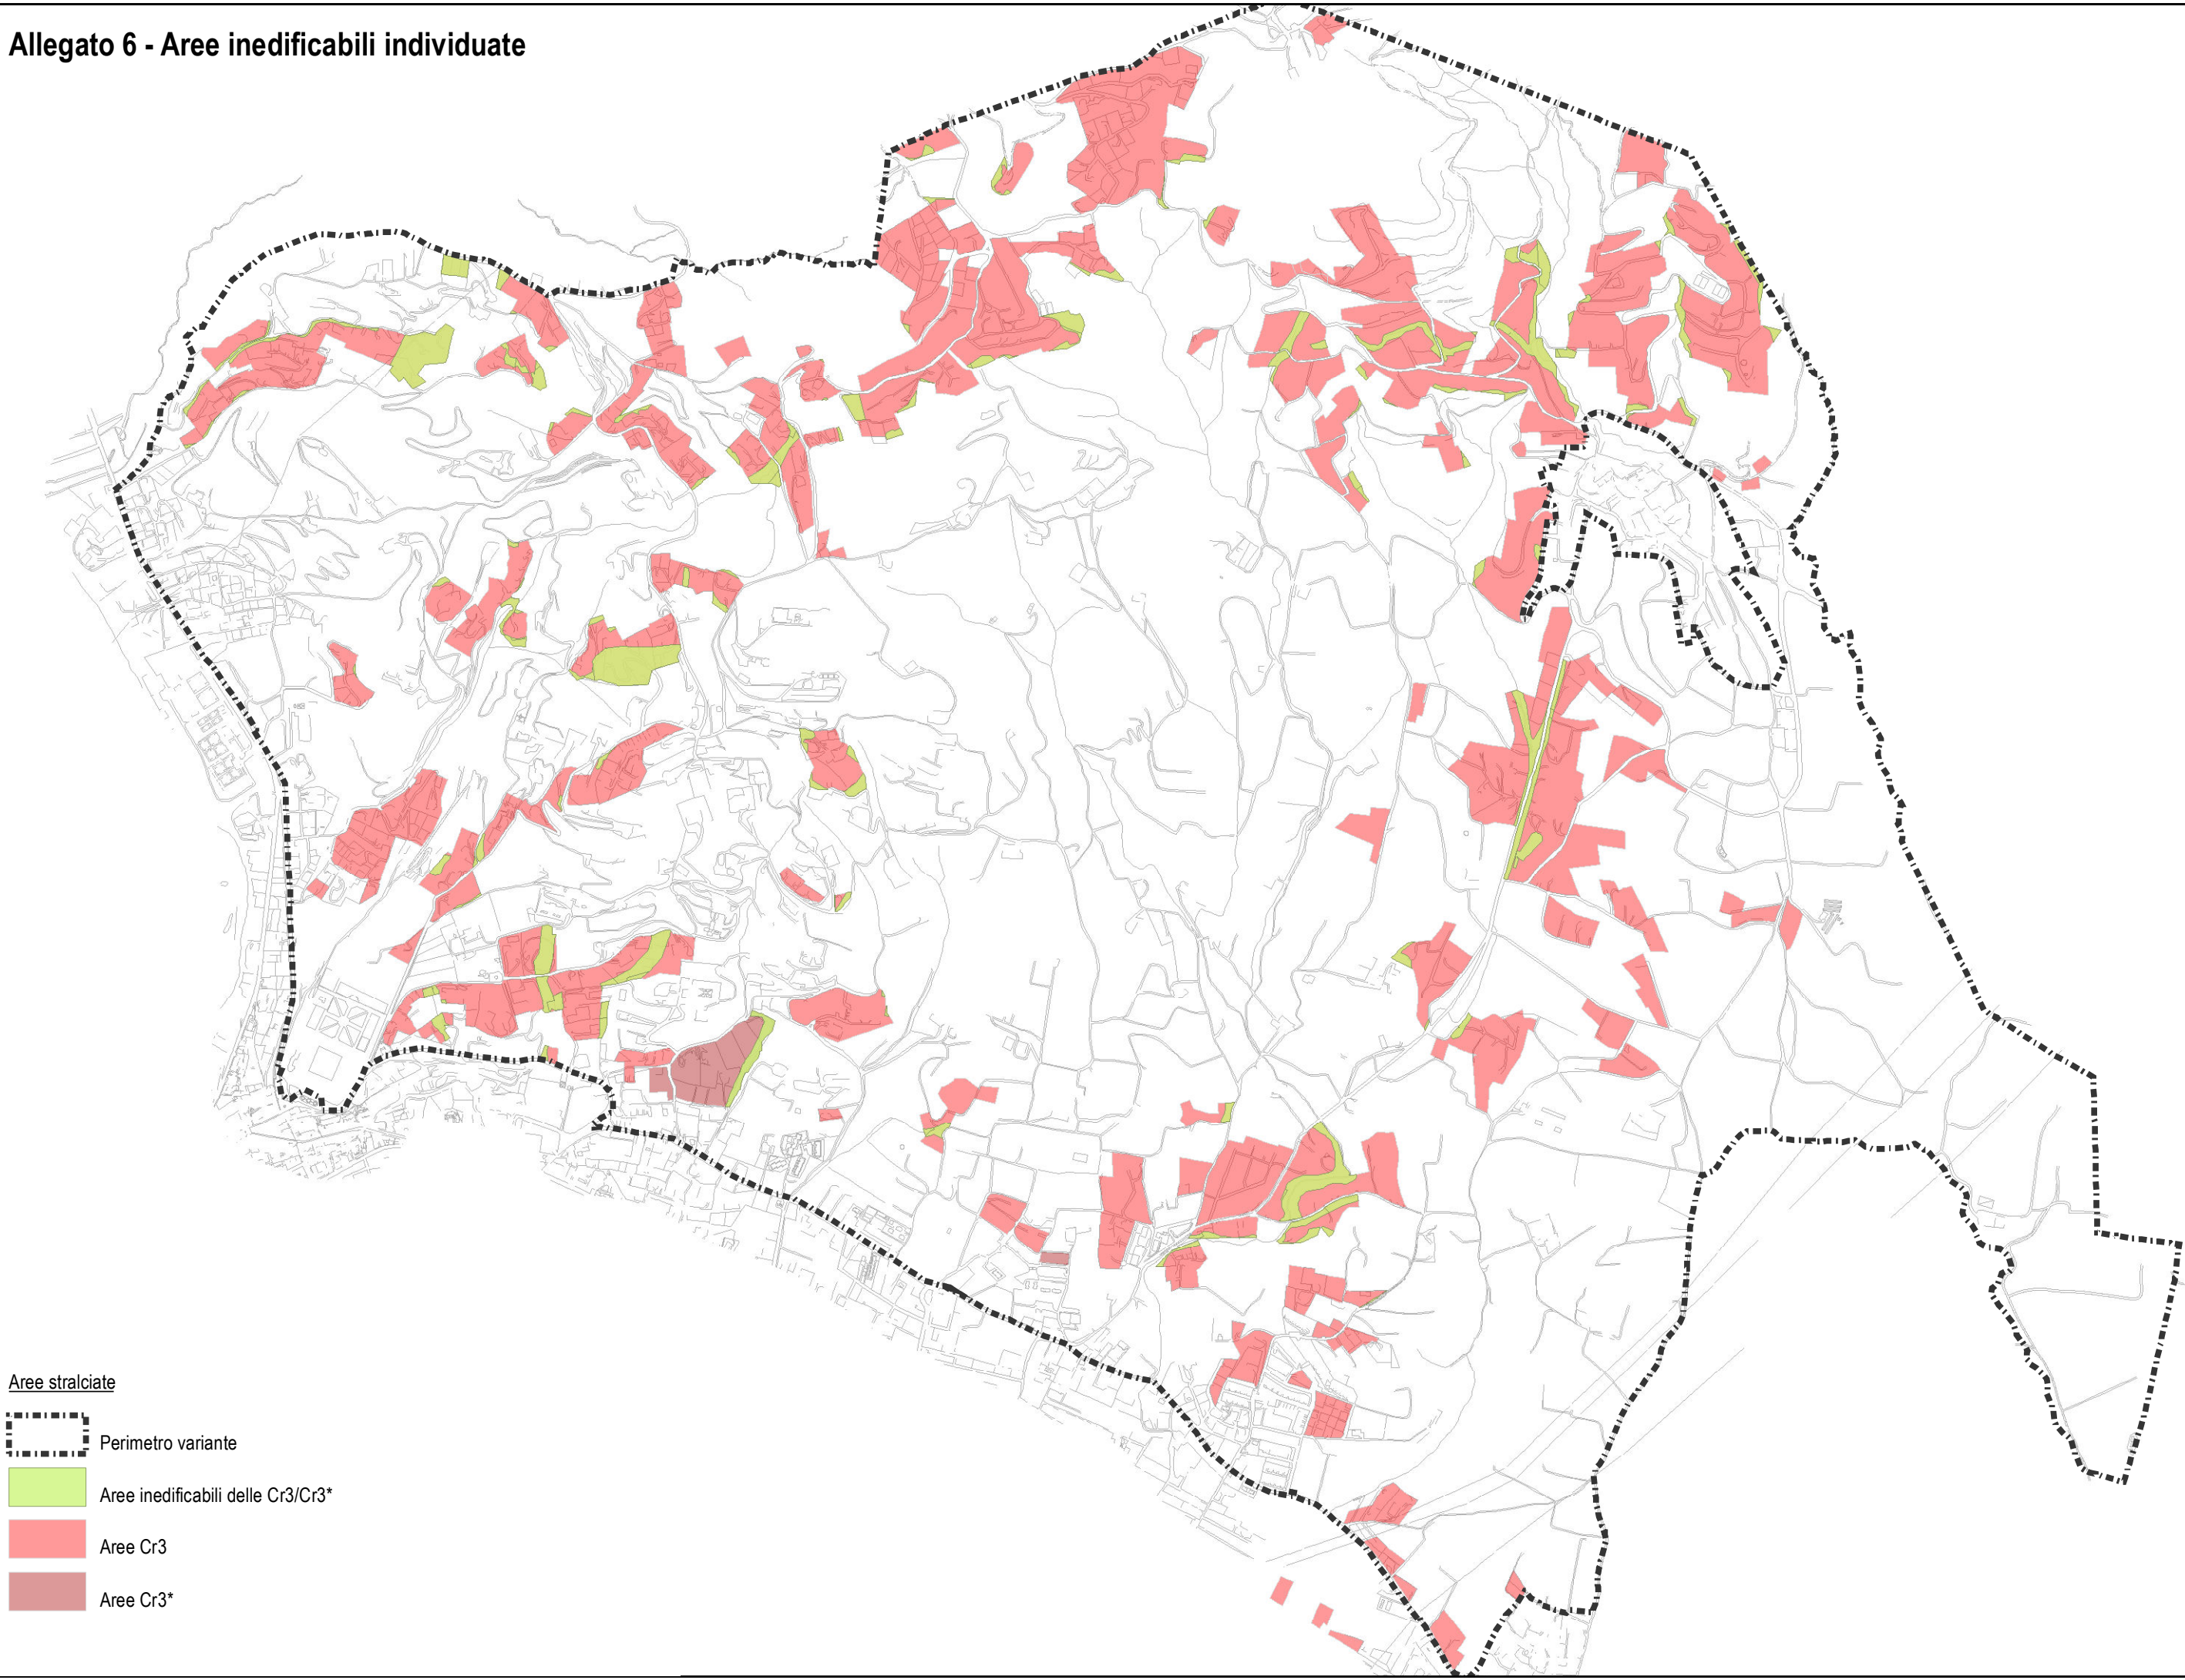 Allegato 6 - Aree inedificabili individuate
Aree stralciate
Perimetro variante
Aree inedificabili delle Cr3/Cr3*
Aree Cr3
Aree Cr3*